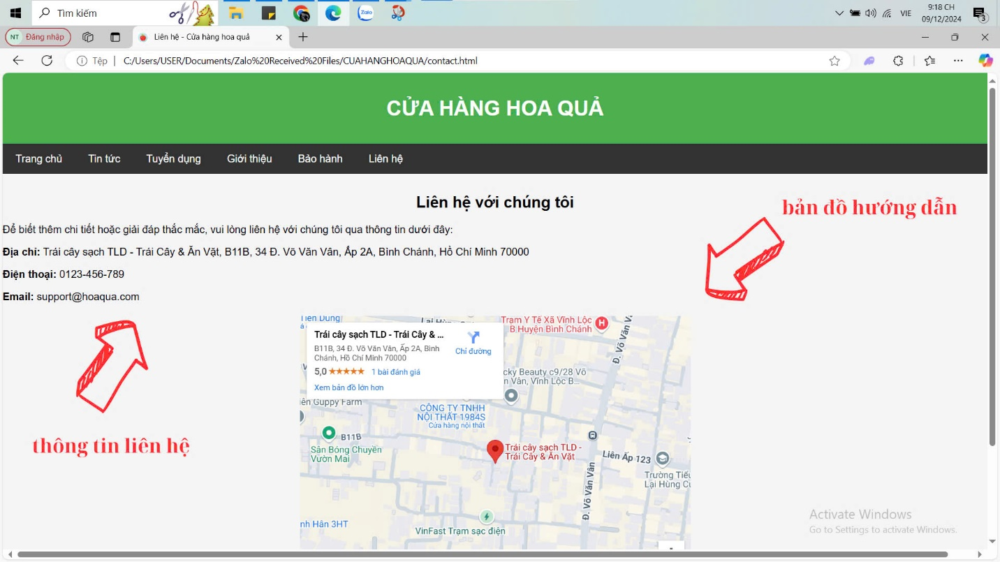 Tìm kiếm
Zalo
VIE
9:18 CH
09/12/2024
3
NT Đăng nhập
Liên hệ - Cửa hàng hoa quả
Tệp
C:/Users/USER/Documents/Zalo%20Received%20Files/CUAHANGHOAQUA/contact.html
CỬA HÀNG HOA QUẢ
Trang chủ Tin tức Tuyển dụng Giới thiệu Bảo hành Liên hệ
Liên hệ với chúng tôi
bản đồ hướng dẫn
Để biết thêm chi tiết hoặc giải đáp thắc mắc, vui lòng liên hệ với chúng tôi qua thông tin dưới đây:
Địa chỉ: Trái cây sạch TLD - Trái Cây & Ăn Vặt, B11B, 34 Đ. Võ Văn Vân, Ấp 2A, Bình Chánh, Hồ Chí Minh 70000
Điện thoại: 0123-456-789
Email: support@hoaqua.com
thông tin liên hệ
Trái cây sạch TLD - Trái Cây & ...
B11B, 34 Đ. Võ Văn Vân, Ấp 2A, Bình
Chánh, Hồ Chí Minh 70000
5,0
1 bài đánh giá
Xem bản đồ lớn hơn
Chỉ đường
Trạm Y Tế Xã Vĩnh Lộc
B Huyện Bình Chánh
H
Đ. Võ Văn V
cky Beauty c9/28 Võ
n Vân, Vĩnh Lộc B...
ến Guppy Farm
CÔNG TY TNHH
NỘI THẤT 1984S
Cửa hàng nội thất
B11B
Sân Bóng Chuyền
Vườn Mai
Trái cây sạch TLD -
Trái Cây & Ăn Vặt
Liên Ấp 123
Trường Tiểu
Lại Hùng Cư
Đ. Võ Văn Vân
nh Hân 3HT
VinFast Trạm sạc điện
Activate Windows
Go to Settings to activate Windows.